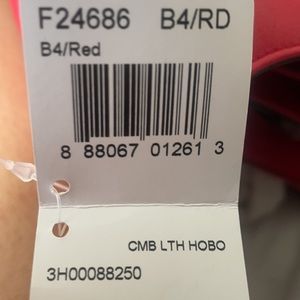 F24686 B4/RD
B4/Red
8 88067 01261 3
CMB LTH HOBO
3H00088250